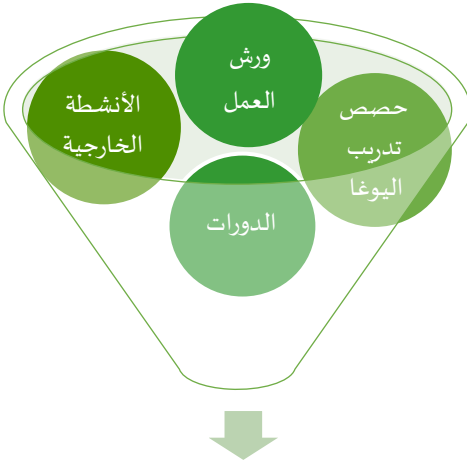 ورش
العمل
حصص
تدريب
اليوغا
الأنشطة
الخارجية
الدورات